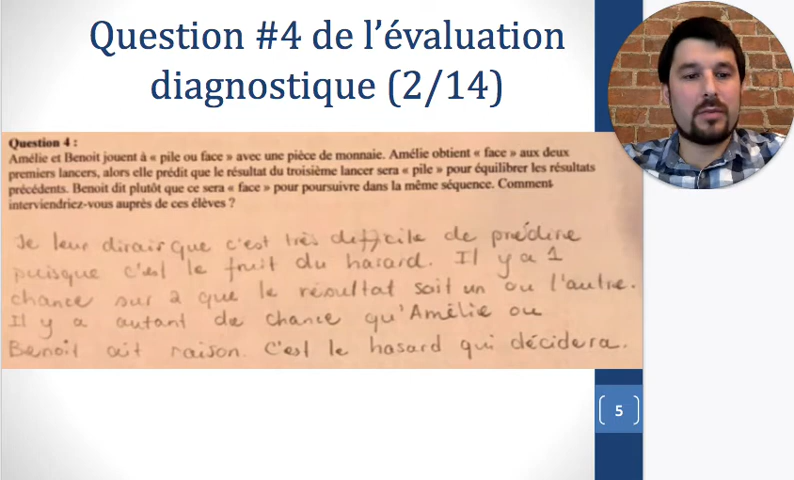 Question #4 de l’évaluation
diagnostique (2/14)
Question 4 :
Amélie et Benoit jouent à « pile ou face » avec une pièce de monnaie. Amélie obtient « face » aux deux
premiers lancers, alors elle prédit que le résultat du troisième lancer sera « pile » pour équilibrer les résultats
précédents. Benoit dit plutôt que ce sera « face » pour poursuivre dans la même séquence. Comment
interviendriez-vous auprès de ces élèves ?
Je leur dirais que c'est très difficile de prédire
puisque c'est le fruit du hasard. Il y a 1
chance sur 2 que le résultat soit un ou l'autre.
Il y a autant de chance qu'Amélie ou
Benoit ait raison. C'est le hasard qui décidera.
5